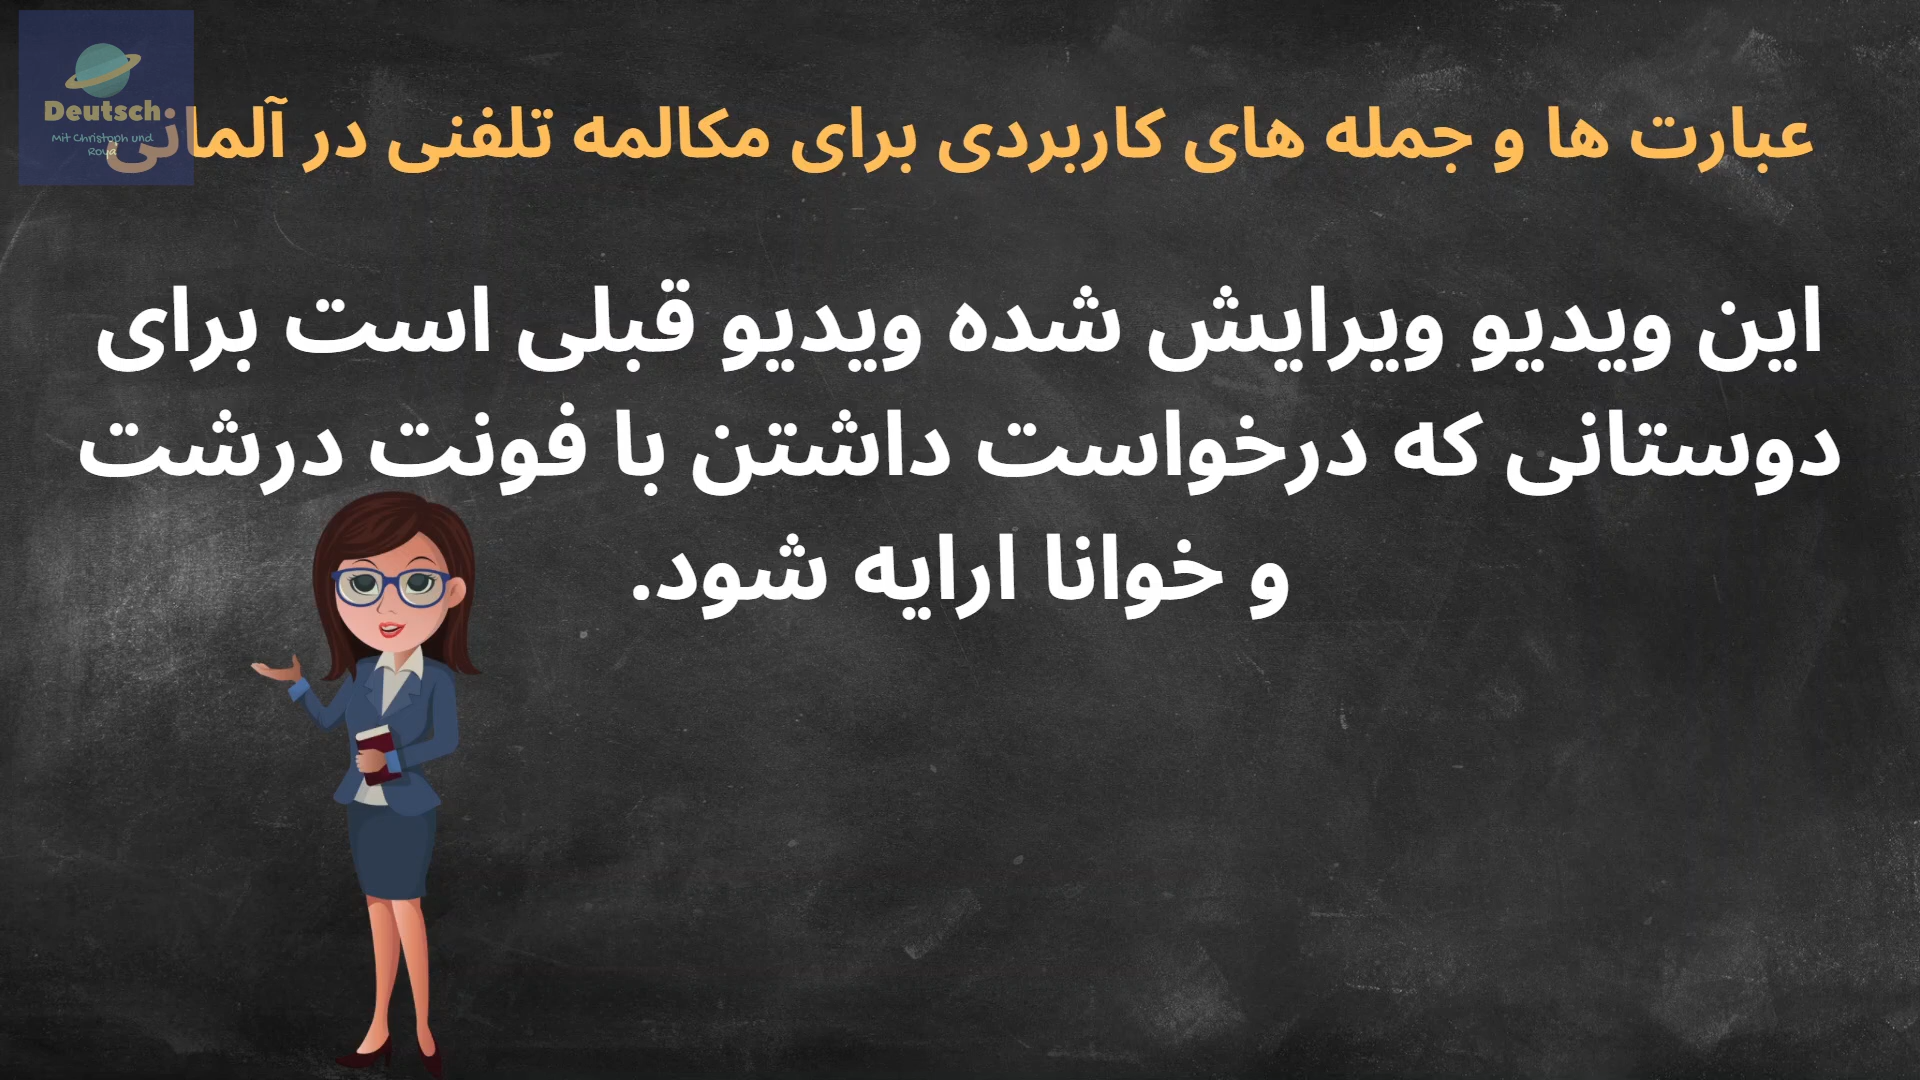 Deutsch
Mit Christoph und
Roya
عبارت ها و جمله های کاربردی برای مکالمه تلفنی در آلمانی
این ویدیو ویرایش شده ویدیو قبلی است برای
دوستانی که درخواست داشتن با فونت درشت
و خوانا ارایه شود.